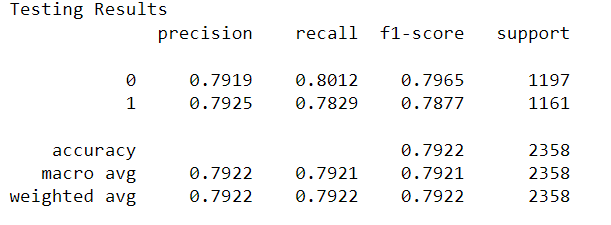 Testing Results
precision recall f1-score support
0 0.7919 0.8012 0.7965 1197
1 0.7925 0.7829 0.7877 1161
accuracy 0.7922 2358
macro avg 0.7922 0.7921 0.7921 2358
weighted avg 0.7922 0.7922 0.7922 2358